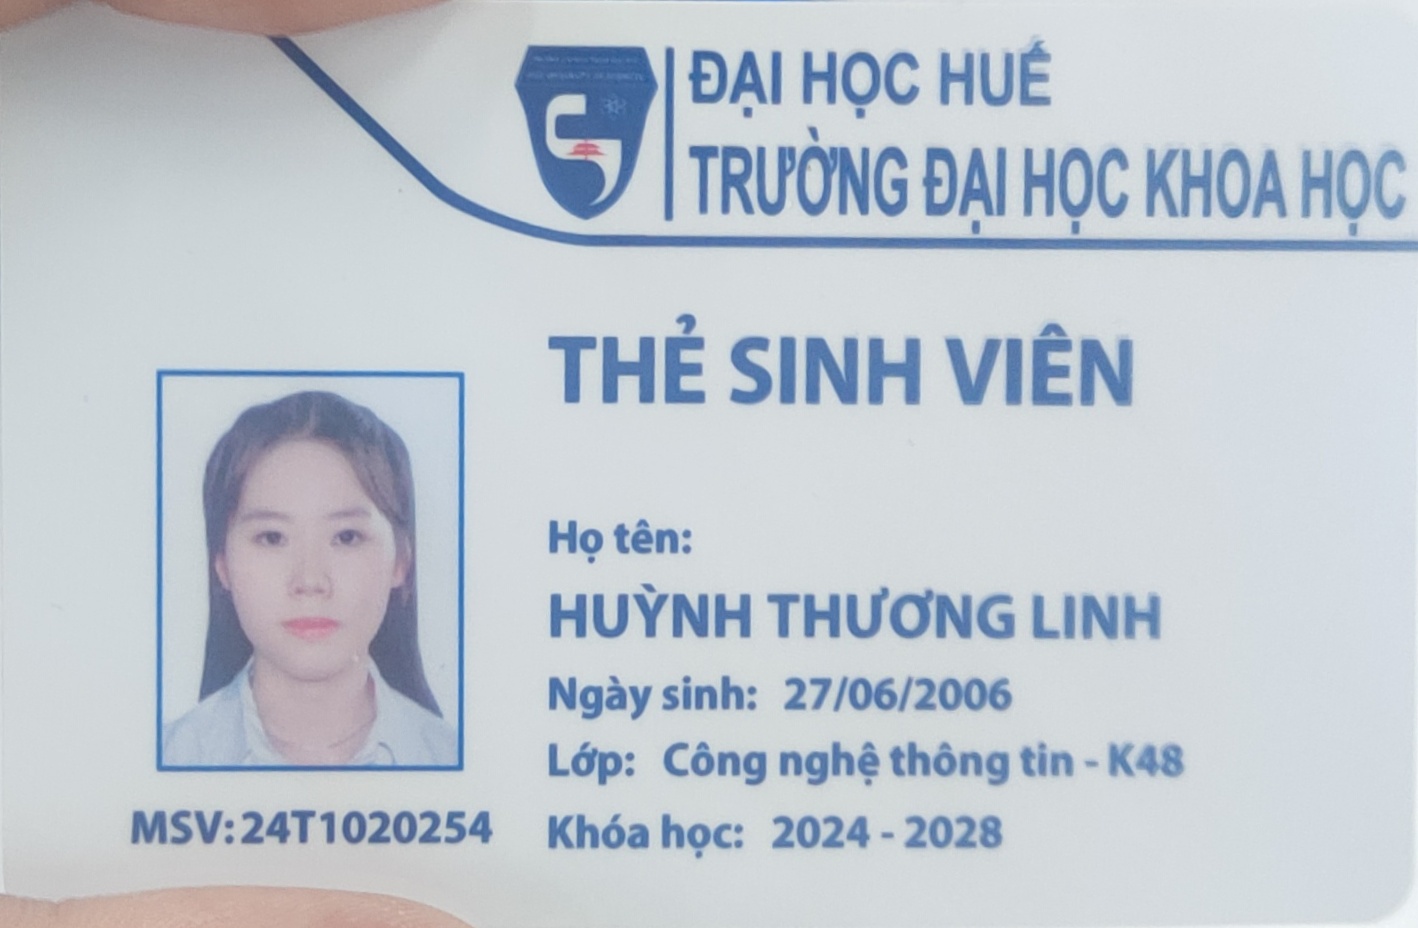 ĐẠI HỌC HUẾ
TRƯỜNG ĐẠI HỌC KHOA HỌC
THẺ SINH VIÊN
Họ tên:
HUỲNH THƯƠNG LINH
Ngày sinh: 27/06/2006
Lớp: Công nghệ thông tin - K48
Khóa học: 2024 - 2028
MSV: 24T1020254